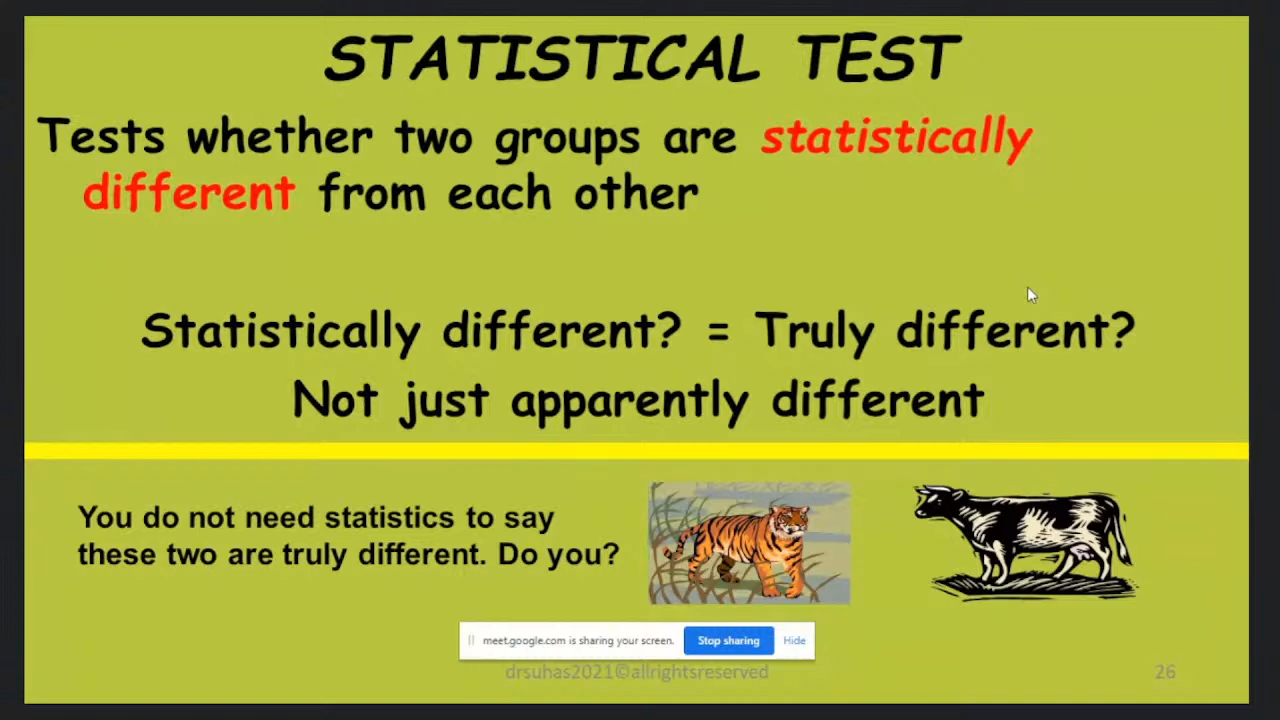 STATISTICAL TEST
Tests whether two groups are statistically
different from each other
Statistically different? = Truly different?
Not just apparently different
You do not need statistics to say
these two are truly different. Do you?
meet.google.com is sharing your screen. Stop sharing Hide
drsuhas2021©allrightsreserved 26